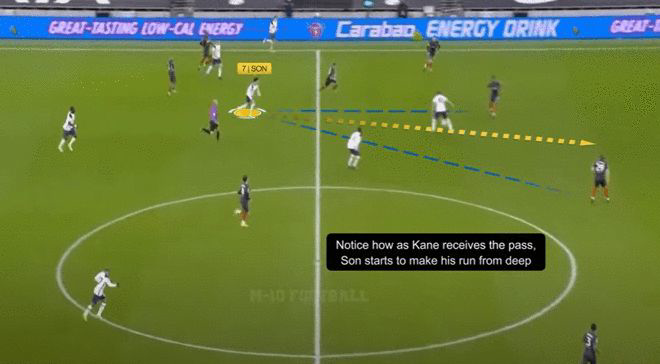 GREAT-TASTING LOW-CAL ENERGY
Carabao ENERGY DRINK
GREAT-T
7 | SON
Notice how as Kane receives the pass,
Son starts to make his run from deep
M-10 FOOTBALL